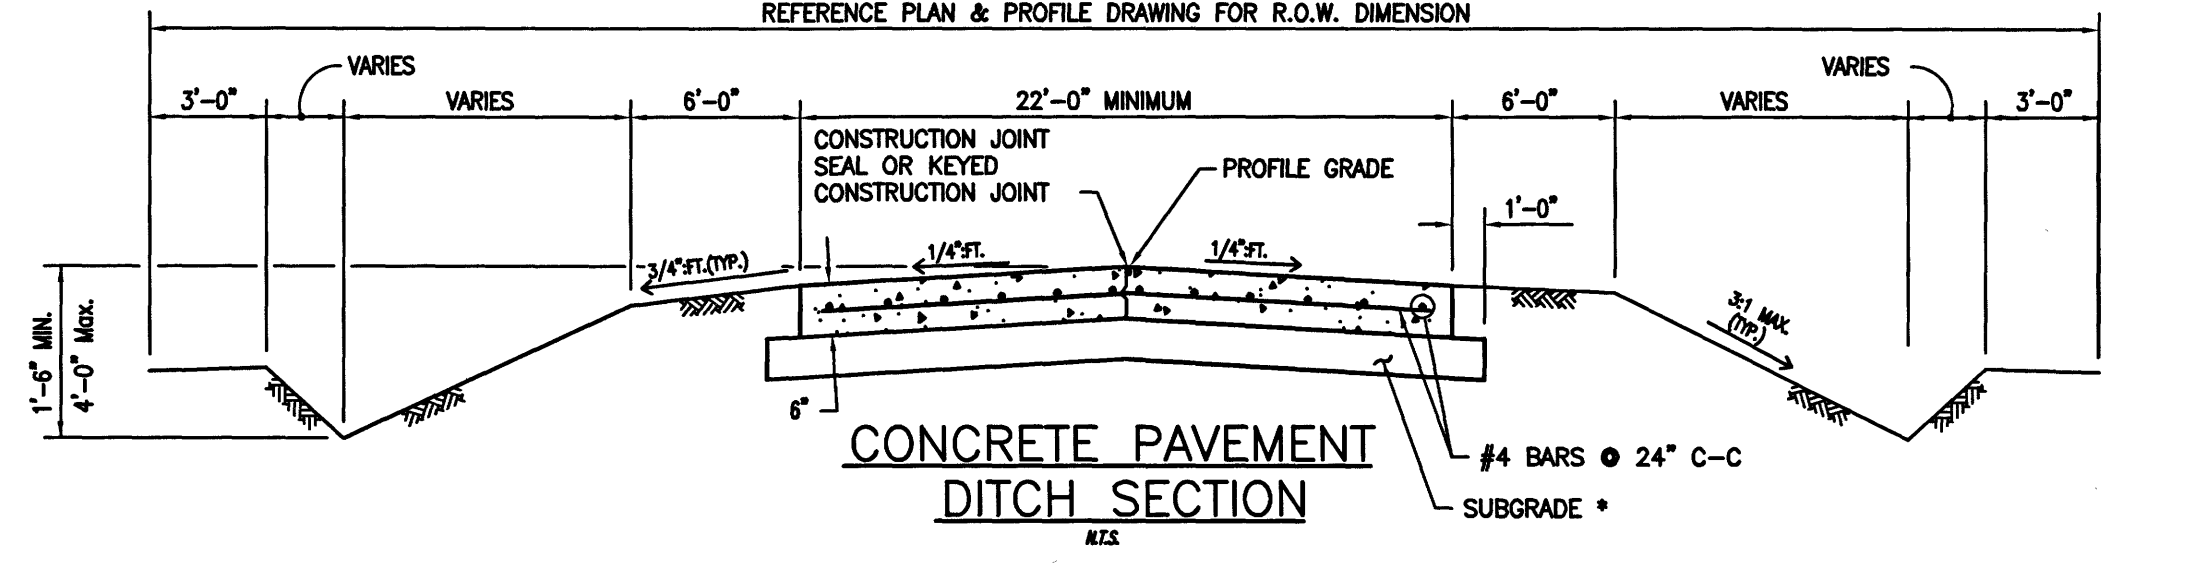 REFERENCE PLAN & PROFILE DRAWING FOR R.O.W. DIMENSION
VARIES
VARIES
3'-0"
VARIES
6'-0"
22'-0" MINIMUM
6'-0"
VARIES
3'-0"
CONSTRUCTION JOINT
SEAL OR KEYED
CONSTRUCTION JOINT
PROFILE GRADE
1'-0"
3/4":FT.(TYP.)
1/4":FT.
1/4":FT.
3:1 MAX.
(TYP.)
1'-6" MIN.
4'-0" Max.
6"
CONCRETE PAVEMENT
DITCH SECTION
N.T.S.
#4 BARS @ 24" C-C
SUBGRADE *